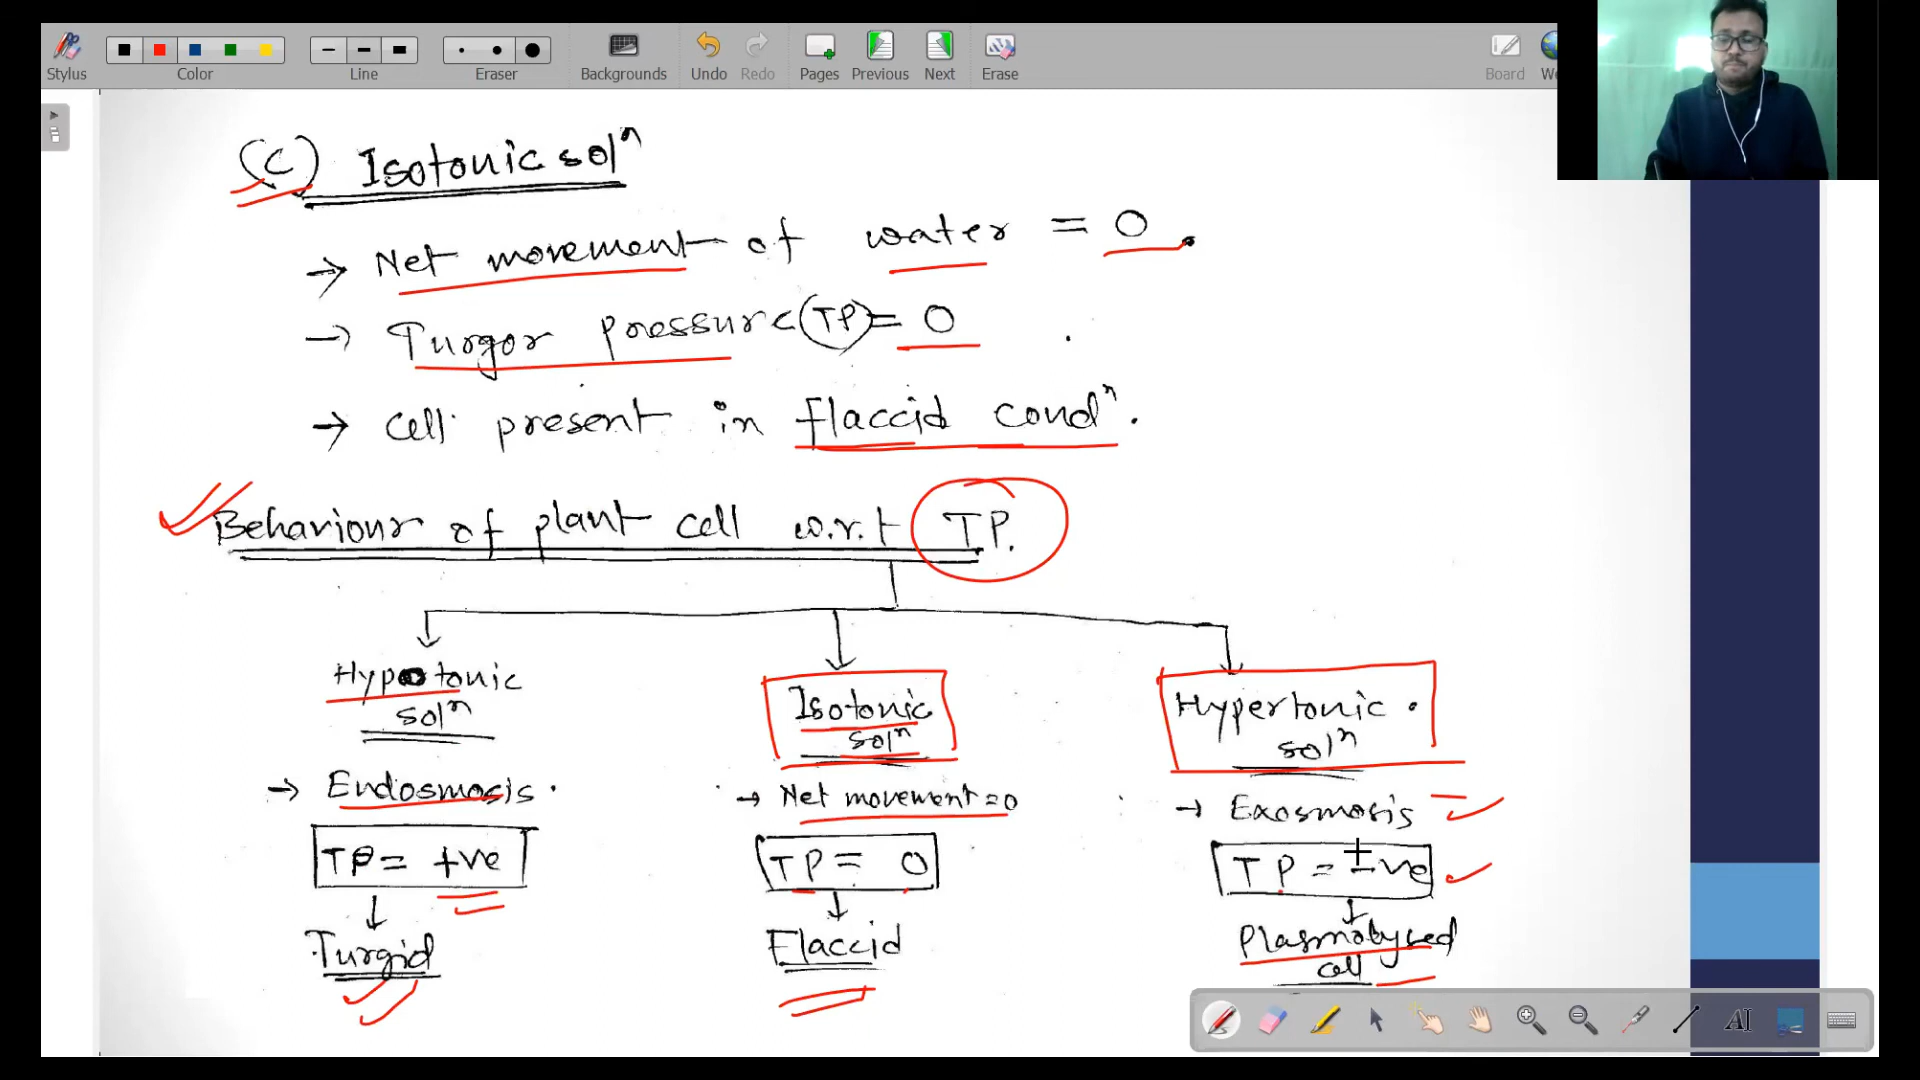 Stylus
Color
Line
Eraser
Backgrounds
Undo
Redo
Pages
Previous
Next
Erase
Board
(C) Isotonic solⁿ
→ Net movement of water = 0.
→ Turgor pressure (TP) = 0
→ Cell present in flaccid condⁿ.
Behaviour of plant cell w.r.t T.P.
Hypotonic
solⁿ
→ Endosmosis.
TP = +ve
Turgid
Isotonic
solⁿ
→ Net movement = 0
TP = 0
Flaccid
Hypertonic
solⁿ
→ Exosmosis
TP = -ve
Plasmolysed
cell
AI